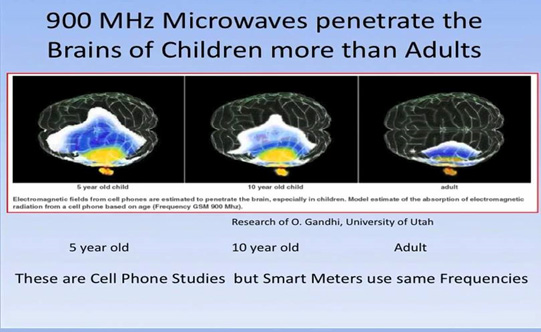 900 MHz Microwaves penetrate the
Brains of Children more than Adults
5 year old child 10 year old child adult
Electromagnetic fields from cell phones are estimated to penetrate the brain, especially in children. Model estimate of the absorption of electromagnetic
radiation from a cell phone based on age (Frequency GSM 900 Mhz).
Research of O. Gandhi, University of Utah
5 year old 10 year old Adult
These are Cell Phone Studies but Smart Meters use same Frequencies